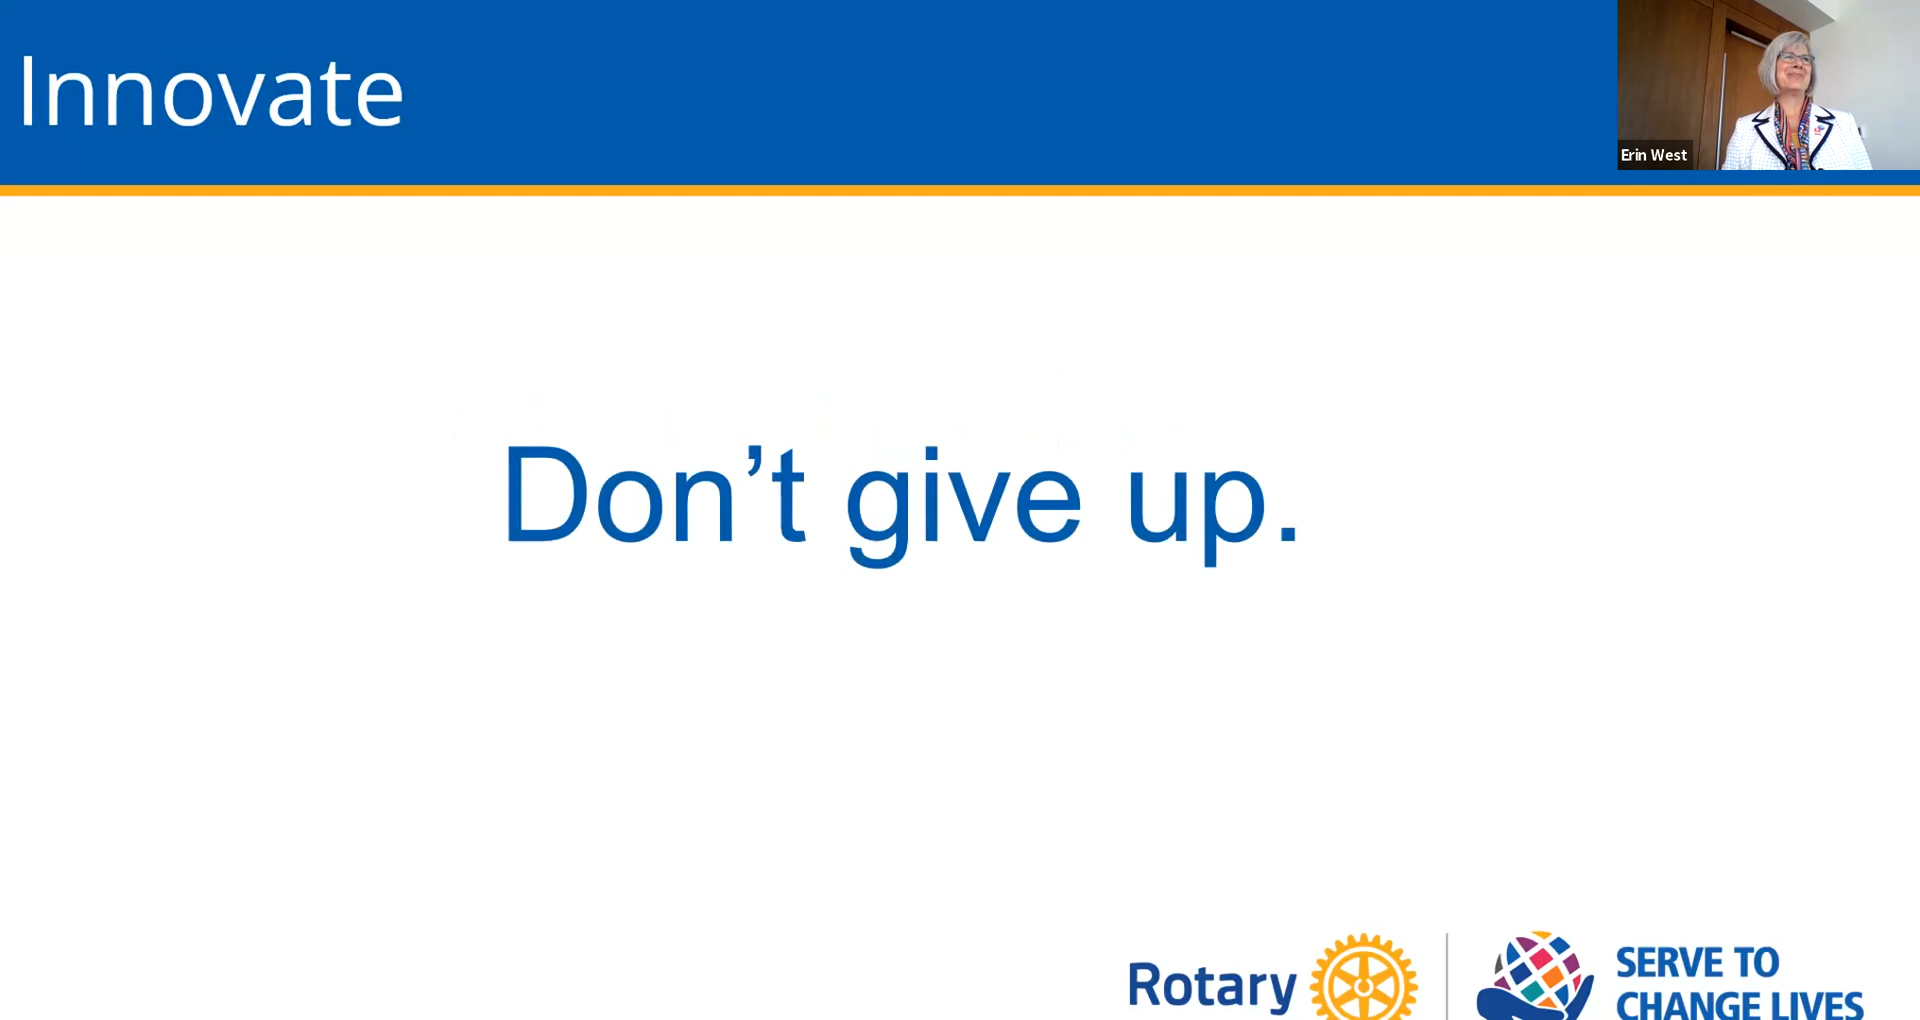 Innovate
Erin West
Don’t give up.
Rotary
SERVE TO
CHANGE LIVES